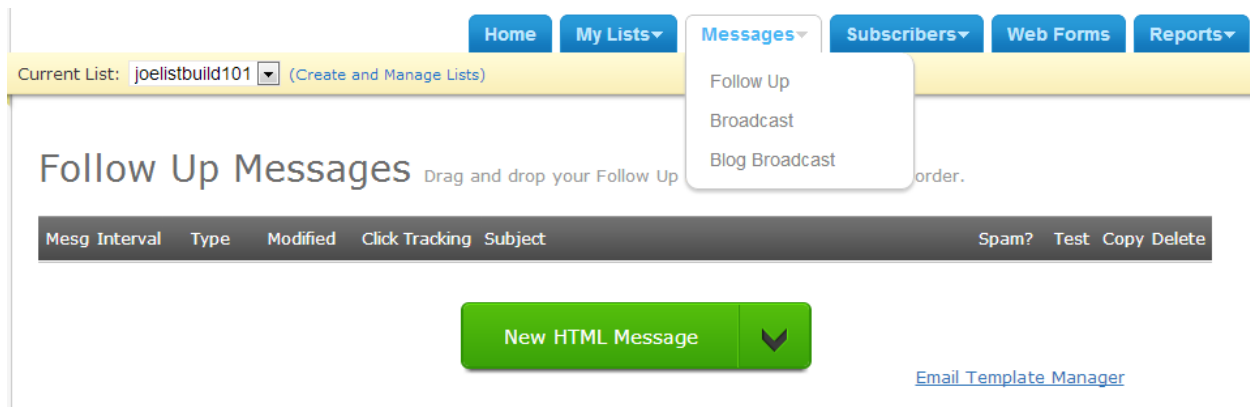 Home My Lists Messages Subscribers Web Forms Reports
Current List: joelistbuild101 (Create and Manage Lists)
Follow Up
Broadcast
Blog Broadcast
Follow Up Messages Drag and drop your Follow Up order.
Mesg Interval Type Modified Click Tracking Subject Spam? Test Copy Delete
New HTML Message
Email Template Manager